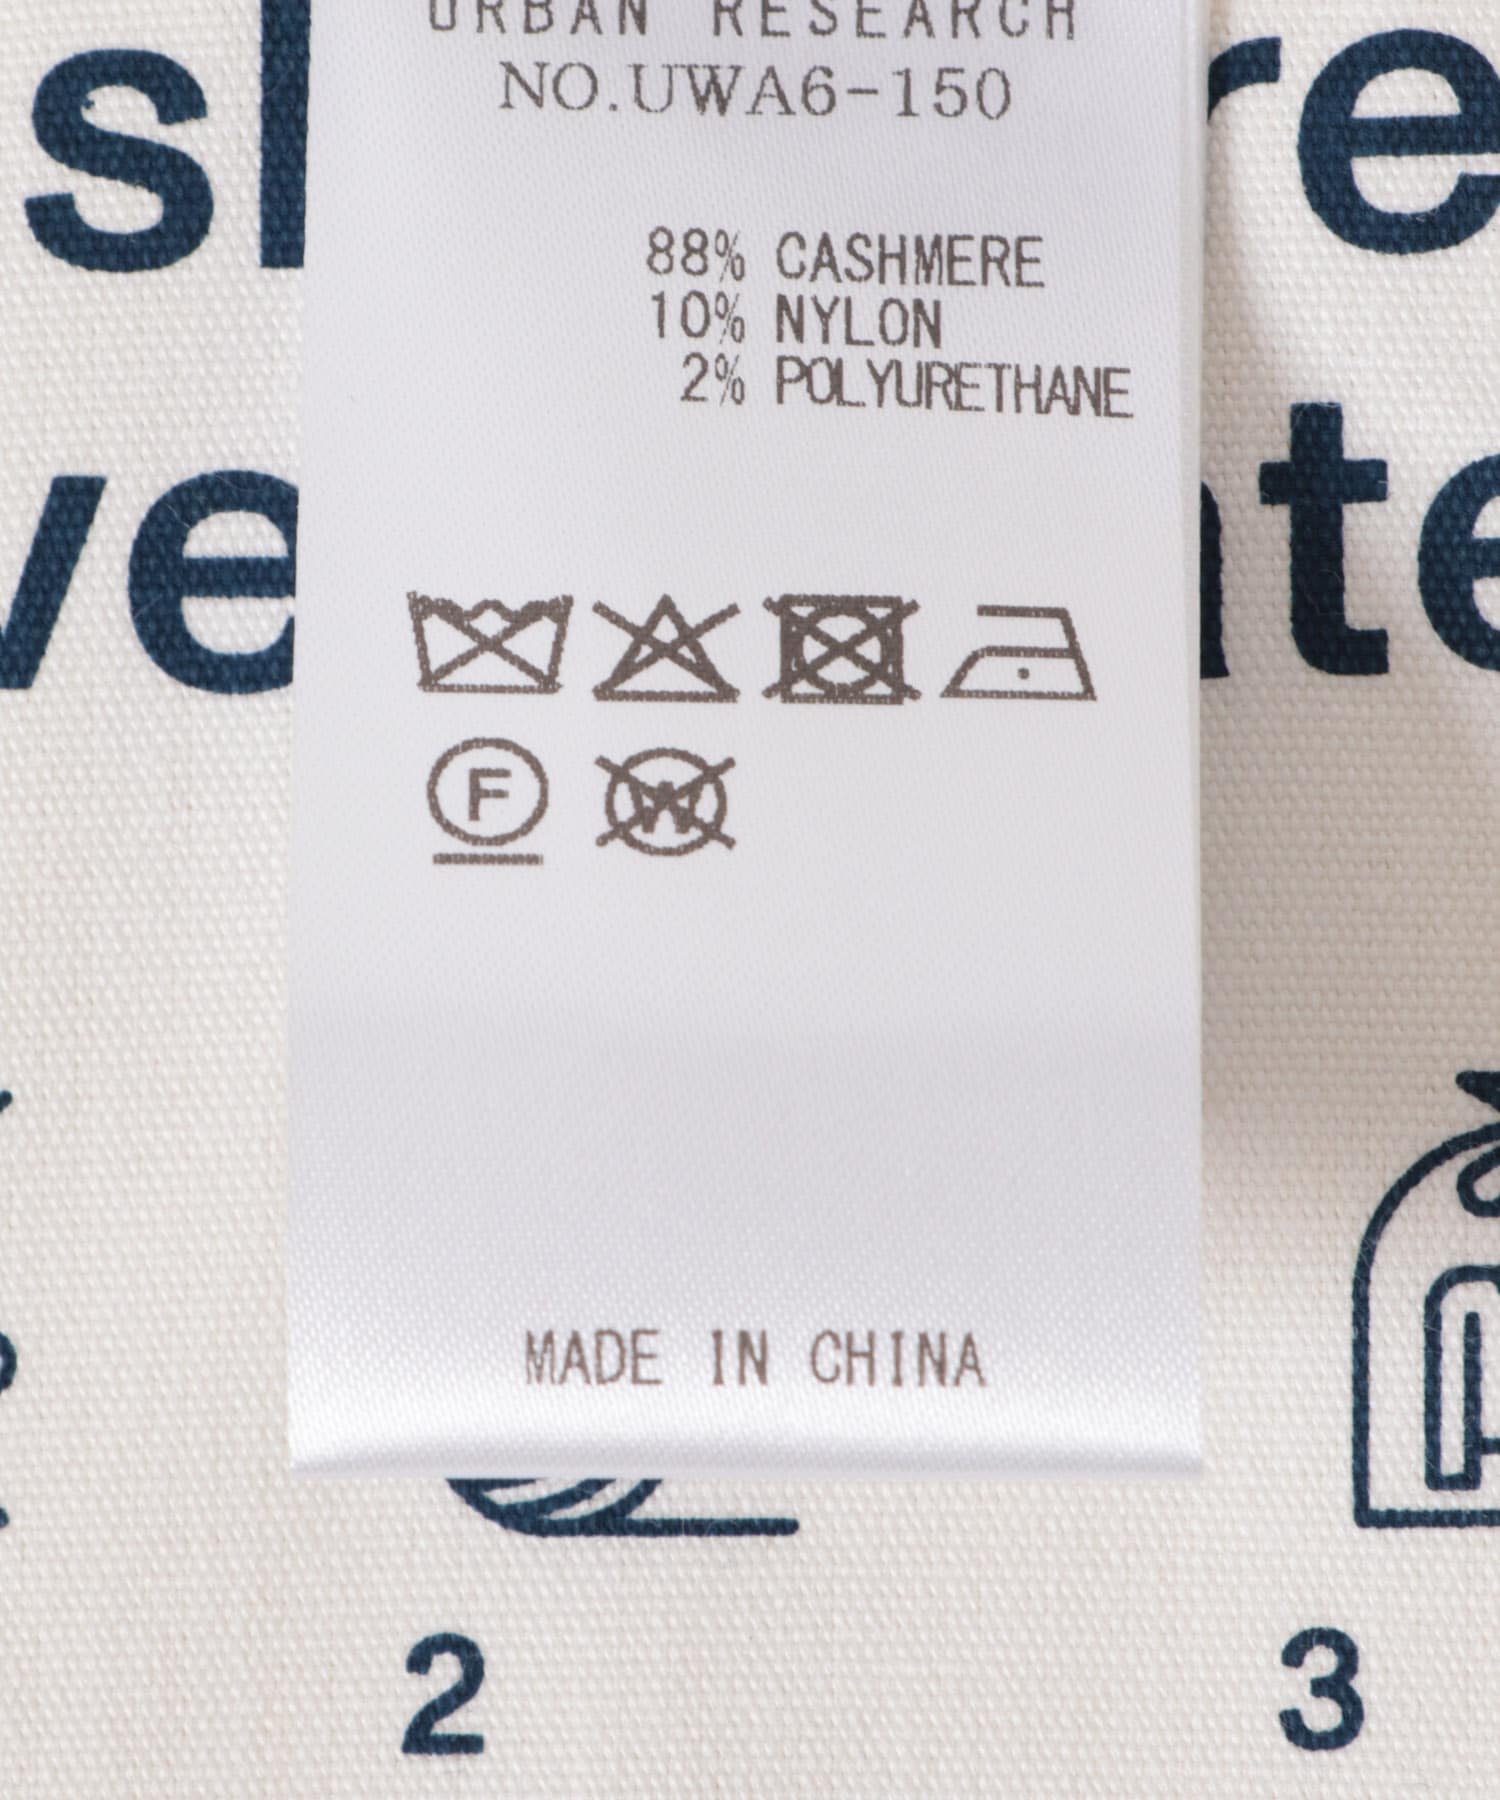 URBAN RESEARCH
NO.UWA6-150
88% CASHMERE
10% NYLON
2% POLYURETHANE
F
W
MADE IN CHINA
2
3